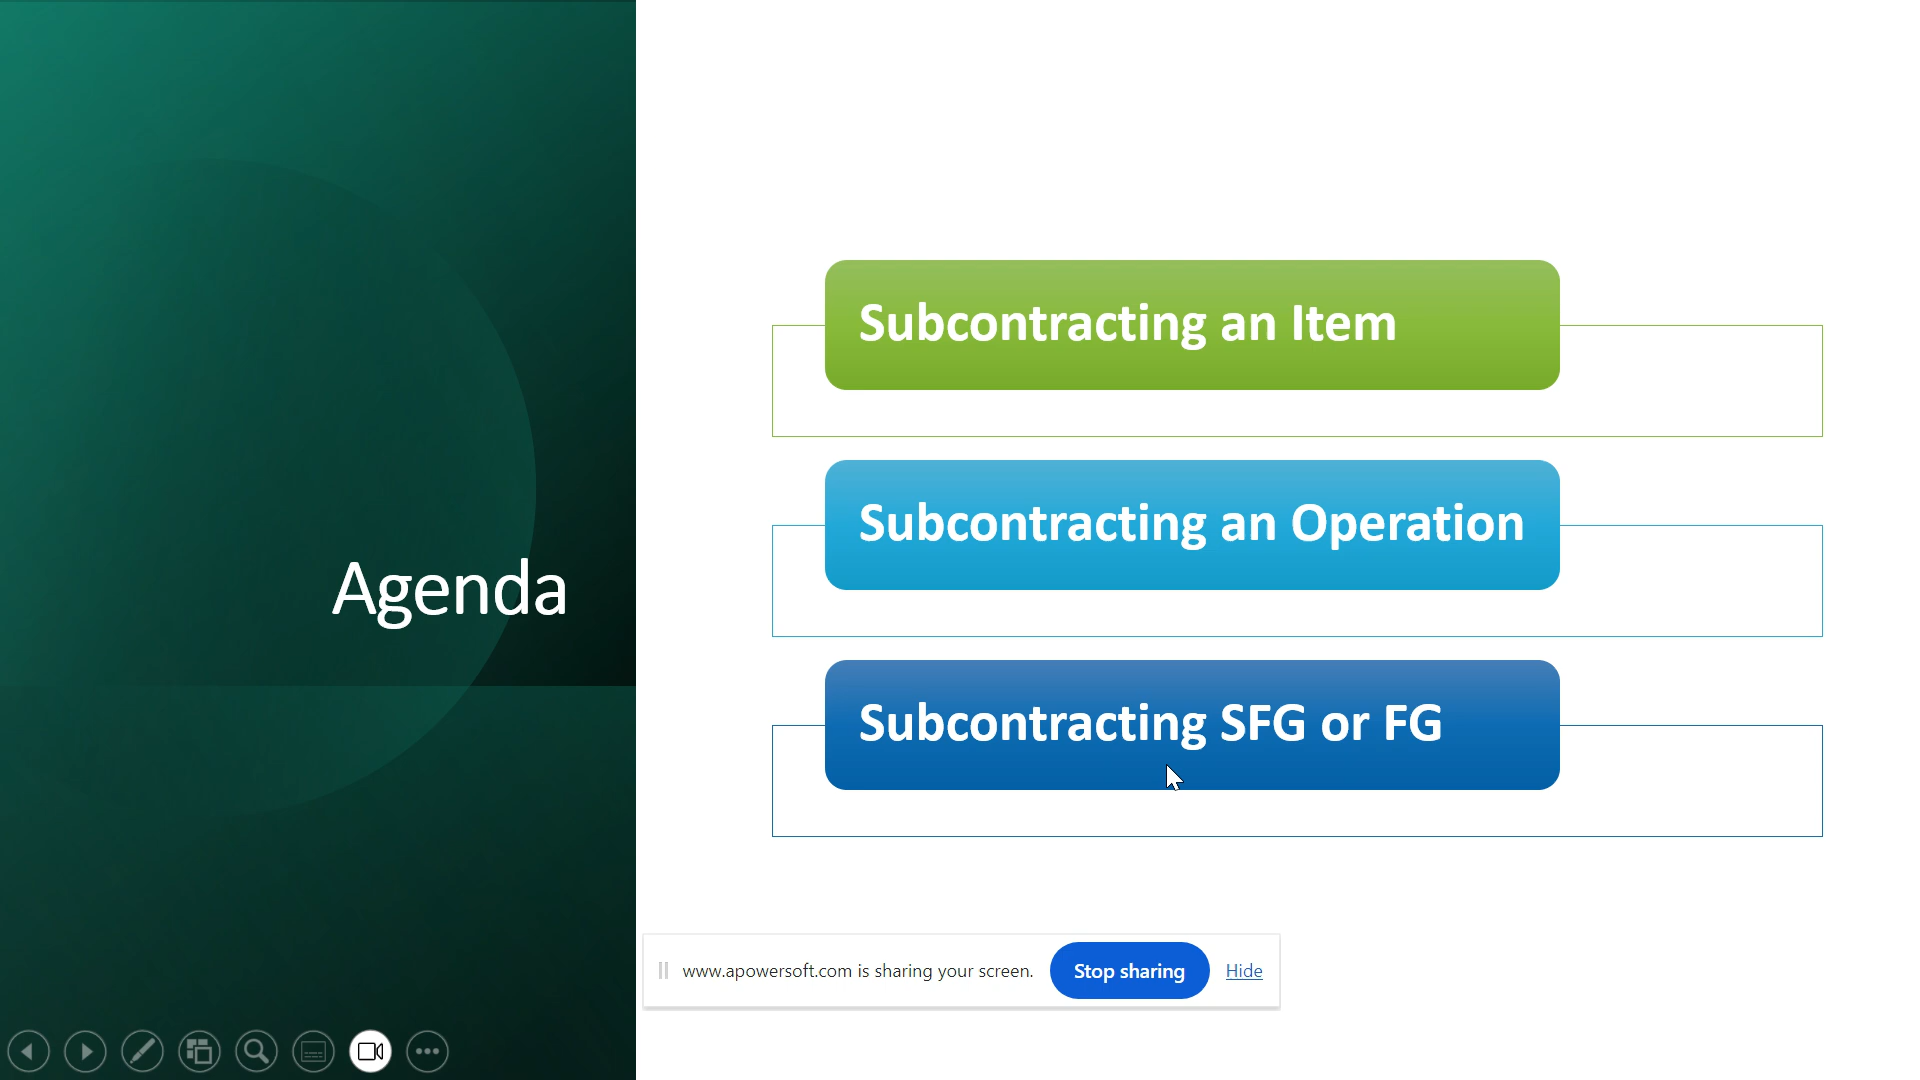 Agenda
Subcontracting an Item
Subcontracting an Operation
Subcontracting SFG or FG
www.apowersoft.com is sharing your screen.
Stop sharing
Hide